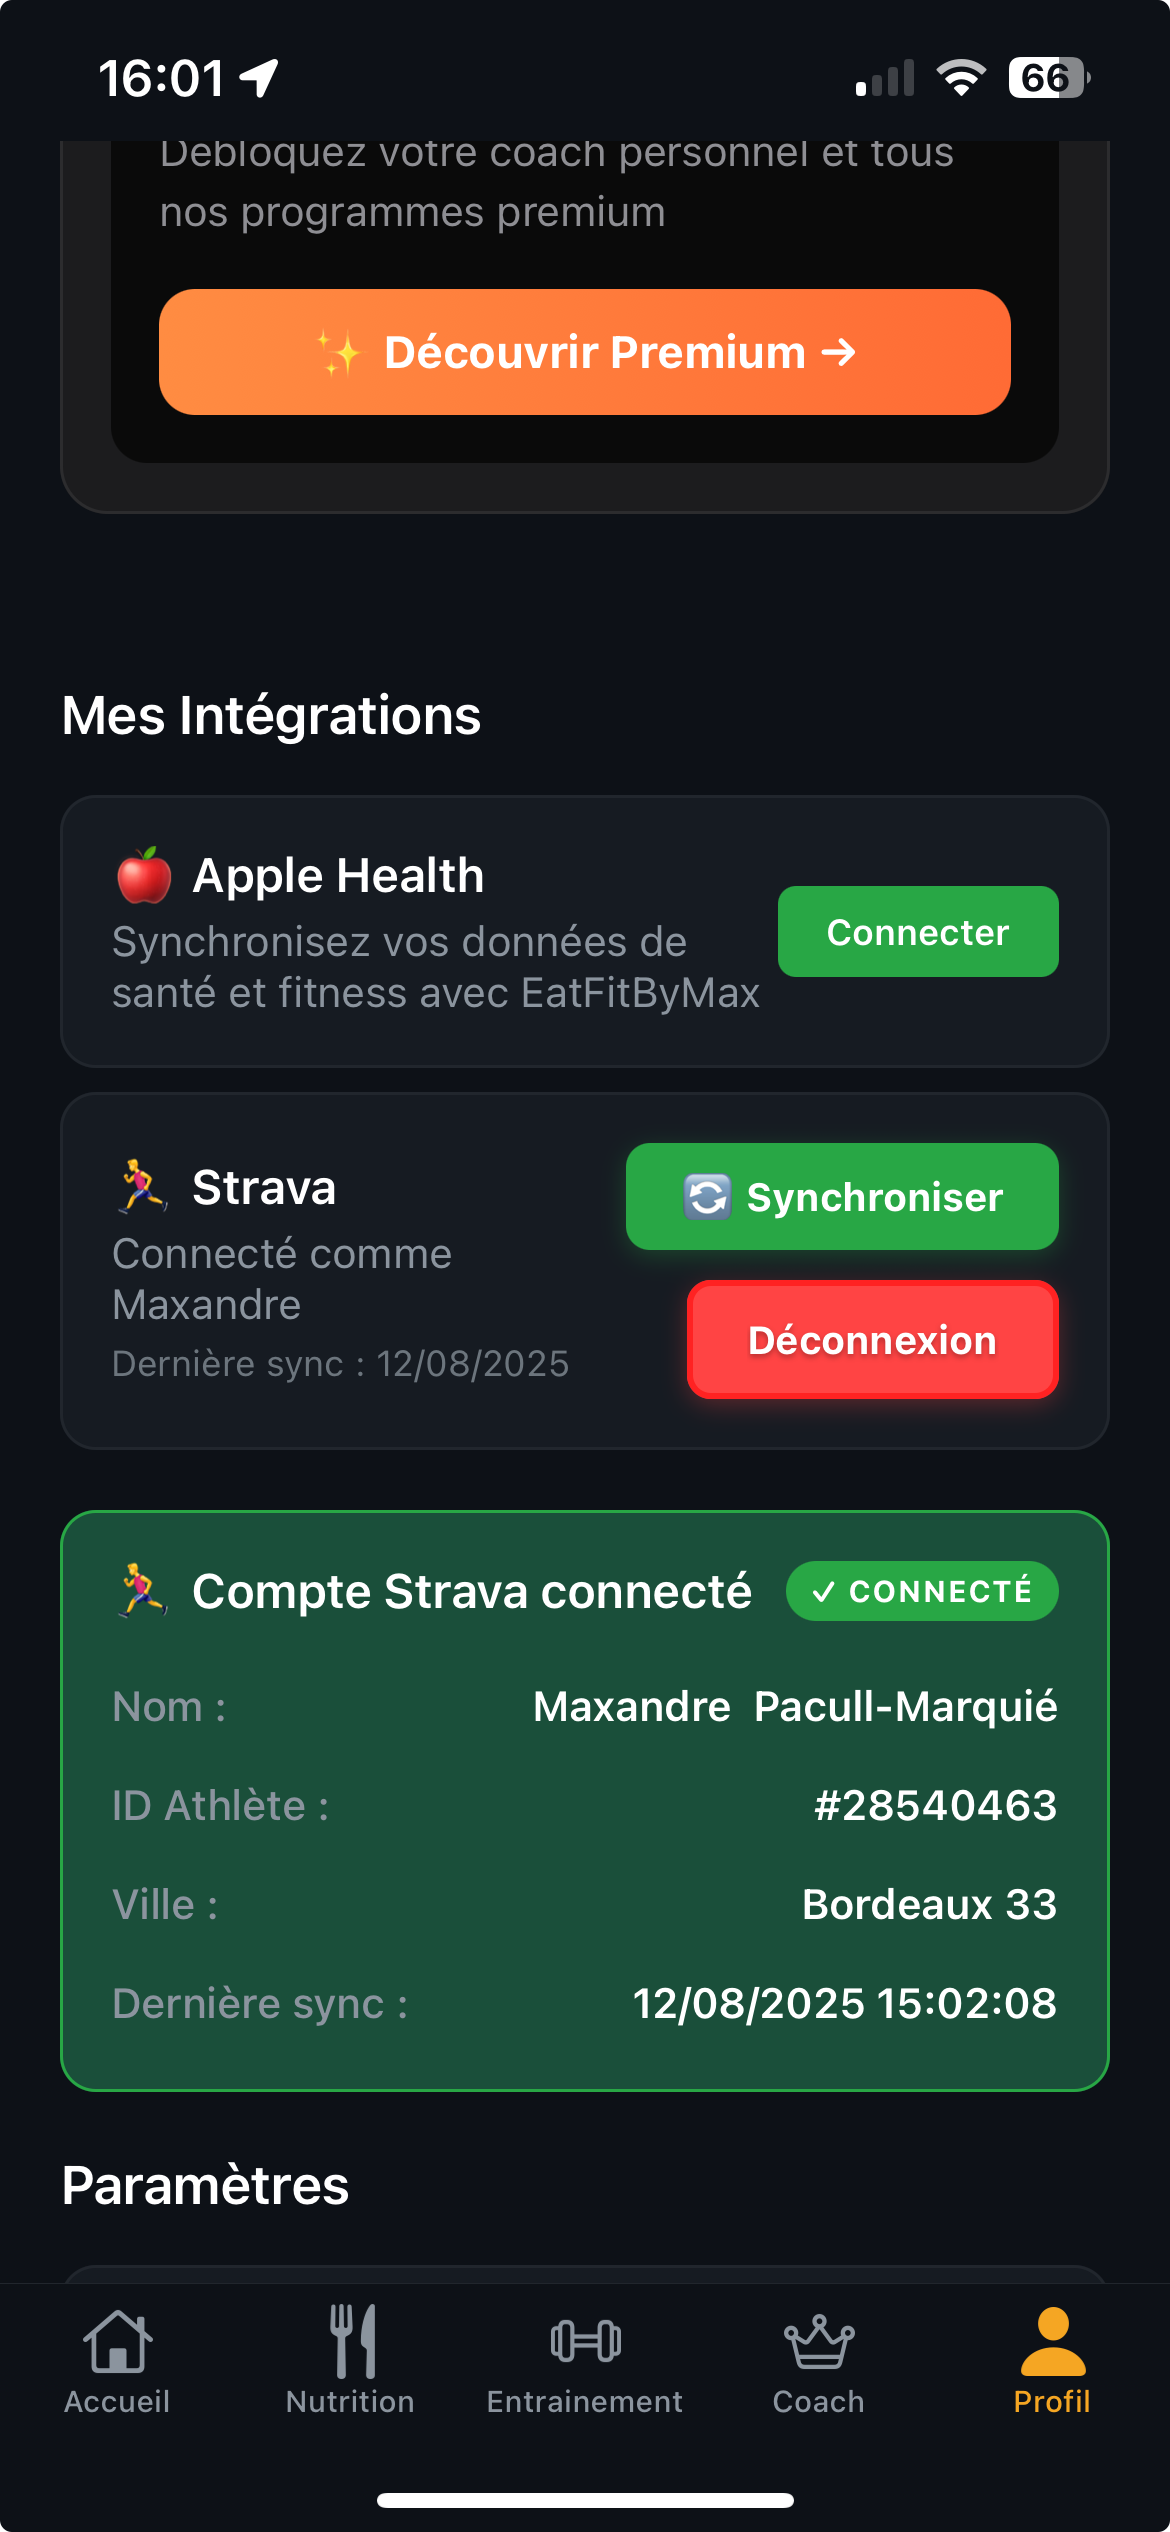 16:01
66
Débloquez votre coach personnel et tous
nos programmes premium
✨ Découvrir Premium →
Mes Intégrations
🍎 Apple Health
Synchronisez vos données de
santé et fitness avec EatFitByMax
Connecter
🏃‍♂️ Strava
Connecté comme
Maxandre
Dernière sync : 12/08/2025
🔄 Synchroniser
Déconnexion
🏃‍♂️ Compte Strava connecté
✓ CONNECTÉ
Nom : Maxandre  Pacull-Marquié
ID Athlète : #28540463
Ville : Bordeaux 33
Dernière sync : 12/08/2025 15:02:08
Paramètres
Accueil
Nutrition
Entrainement
Coach
Profil